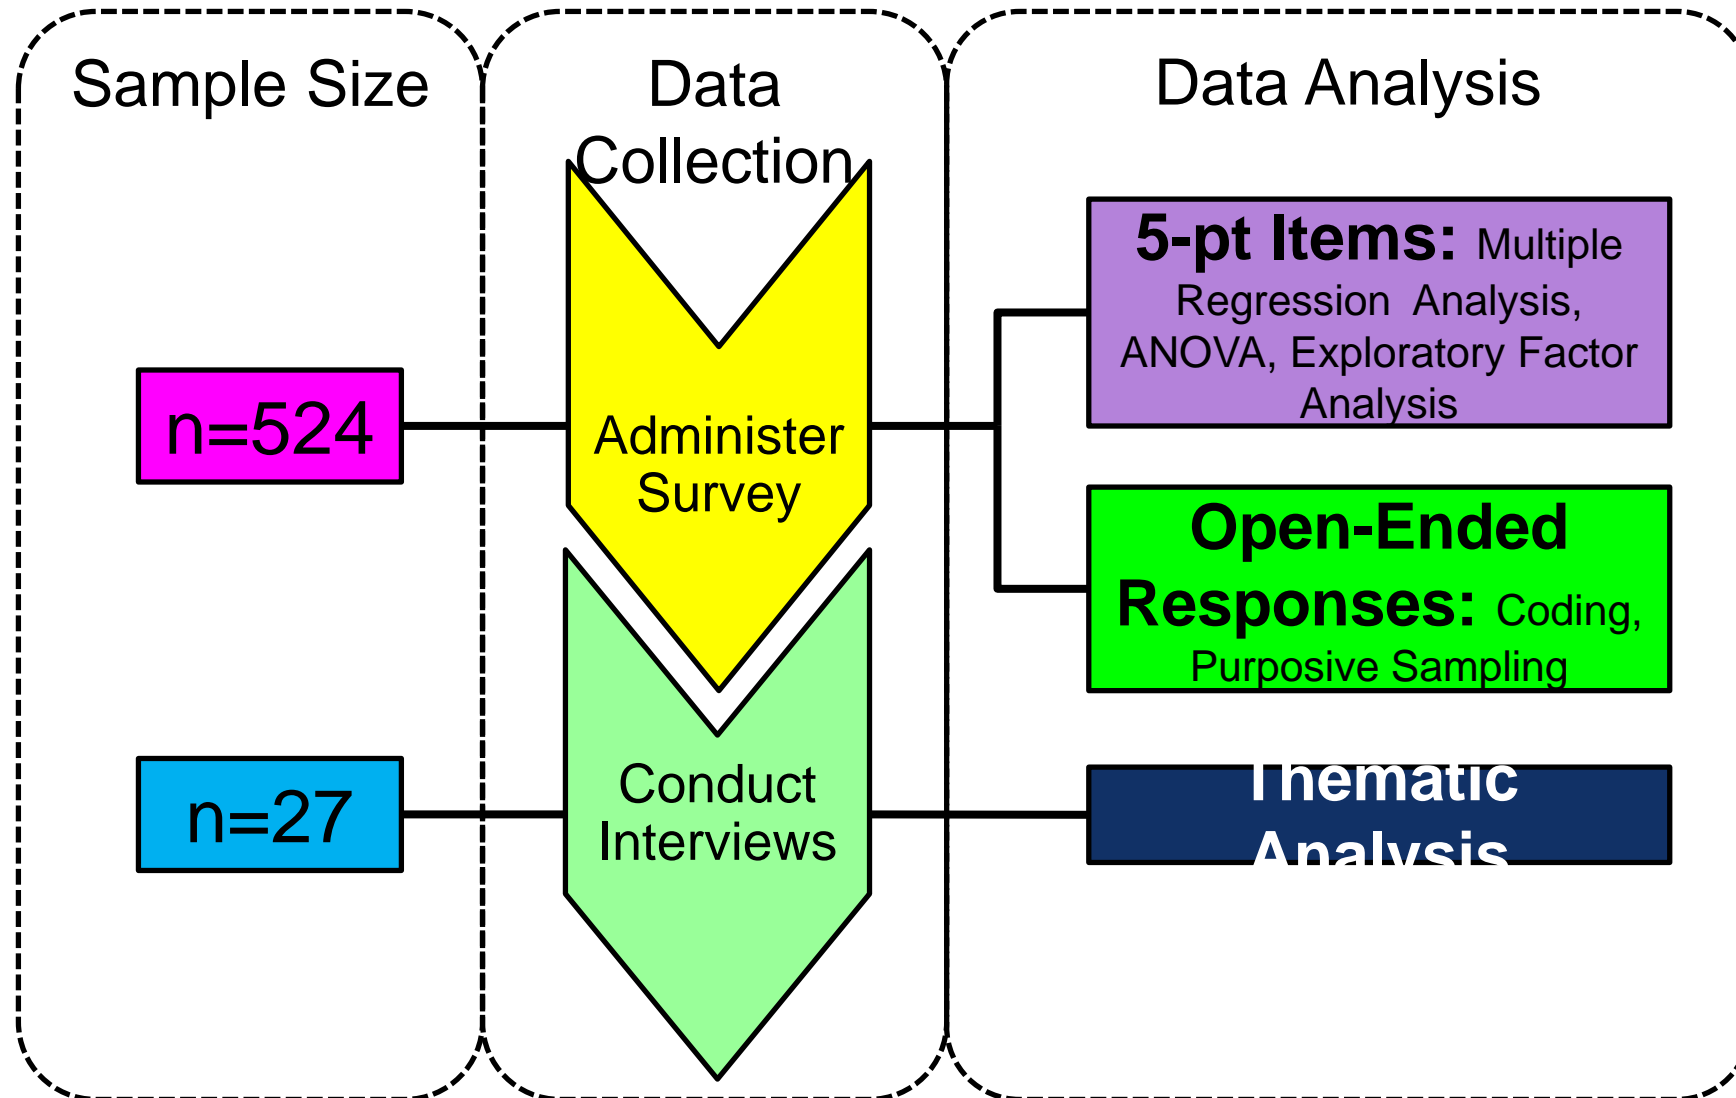 Sample Size
Data
Collection
Data Analysis
n=524
Administer
Survey
5-pt Items: Multiple
Regression Analysis,
ANOVA, Exploratory Factor
Analysis
Open-Ended
Responses: Coding,
Purposive Sampling
n=27
Conduct
Interviews
Thematic
Analysis